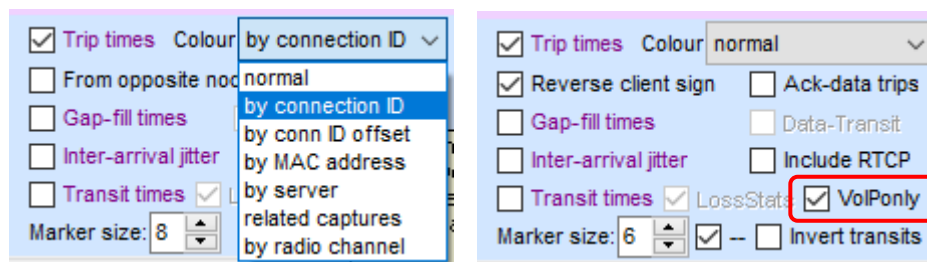 Trip times Colour by connection ID
From opposite nod
normal
by connection ID
by conn ID offset
by MAC address
by server
related captures
by radio channel
Gap-fill times
Inter-arrival jitter
Transit times
Marker size: 8
Trip times Colour normal
Reverse client sign Ack-data trips
Gap-fill times Data-Transit
Inter-arrival jitter Include RTCP
Transit times LossStats VoIPonly
Marker size: 6 -- Invert transits